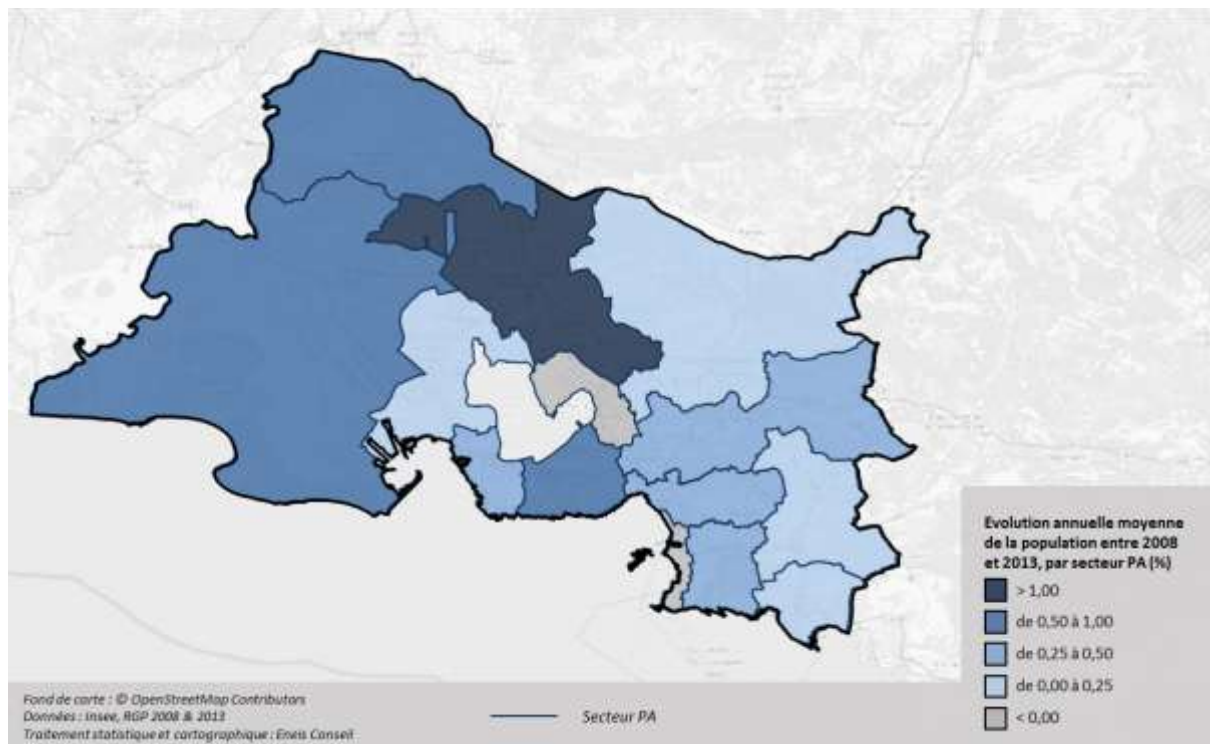 Evolution annuelle moyenne
de la population entre 2008
et 2013, par secteur PA (%)
> 1,00
de 0,50 à 1,00
de 0,25 à 0,50
de 0,00 à 0,25
< 0,00
Fond de carte : © OpenStreetMap Contributors
Données : Insee, RGP 2008 & 2013
Traitement statistique et cartographique : Eneis Conseil
Secteur PA